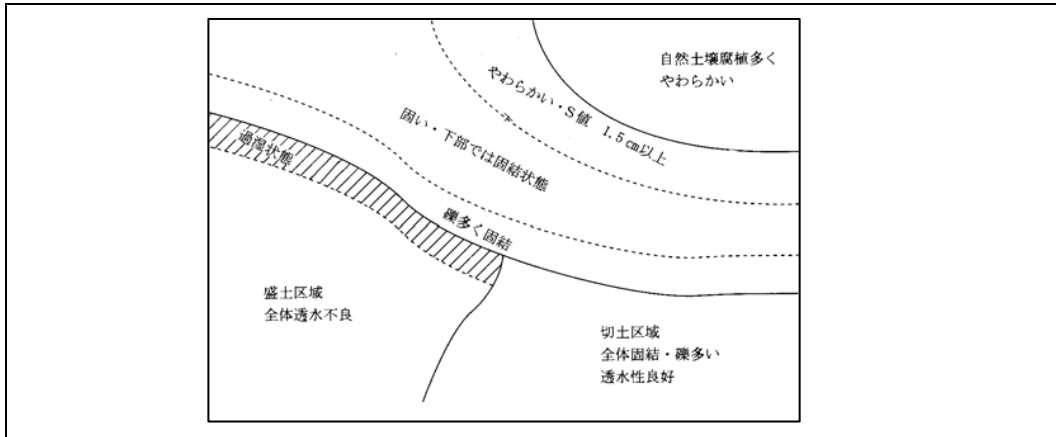 自然土壌腐植多く
やわらかい
やわらかい・S値 1.5㎝以上
固い・下部では固結状態
過湿状態
礫多く固結
盛土区域
全体透水不良
切土区域
全体固結・礫多い
透水性良好